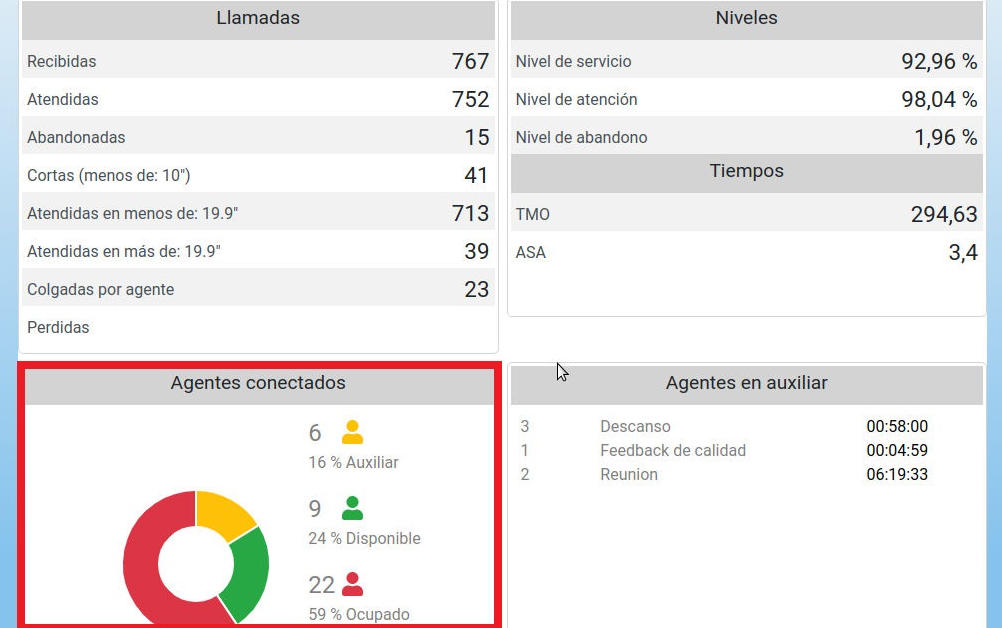 Llamadas
Recibidas 767
Atendidas 752
Abandonadas 15
Cortas (menos de: 10") 41
Atendidas en menos de: 19.9" 713
Atendidas en más de: 19.9" 39
Colgadas por agente 23
Perdidas
Niveles
Nivel de servicio 92,96 %
Nivel de atención 98,04 %
Nivel de abandono 1,96 %
Tiempos
TMO 294,63
ASA 3,4
Agentes conectados
6
16 % Auxiliar
9
24 % Disponible
22
59 % Ocupado
Agentes en auxiliar
3 Descanso 00:58:00
1 Feedback de calidad 00:04:59
2 Reunion 06:19:33